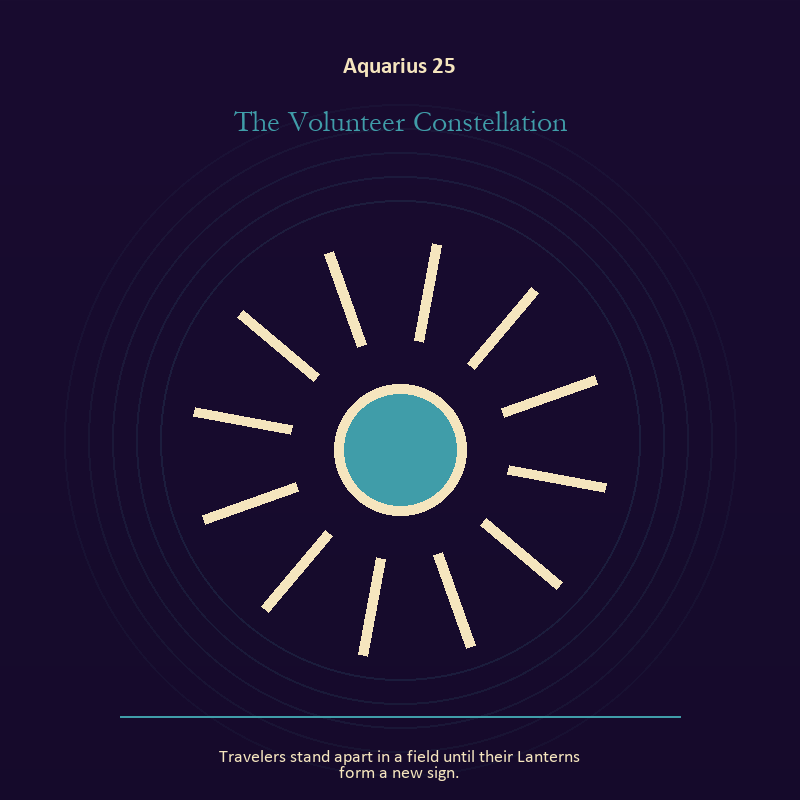 Aquarius 25
The Volunteer Constellation
Travelers stand apart in a field until their Lanterns
form a new sign.